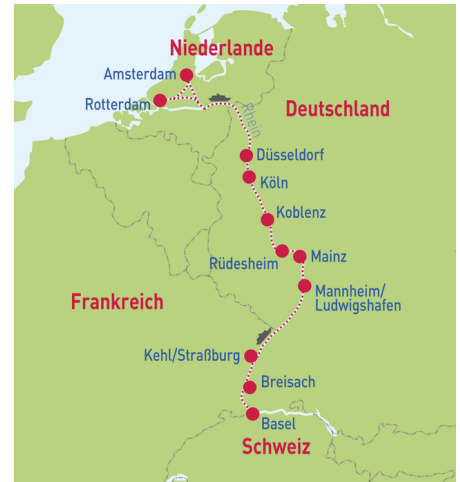 Niederlande
Amsterdam
Rotterdam
Deutschland
Rhein
Düsseldorf
Köln
Koblenz
Rüdesheim
Mainz
Mannheim/
Ludwigshafen
Frankreich
Kehl/Straßburg
Breisach
Basel
Schweiz